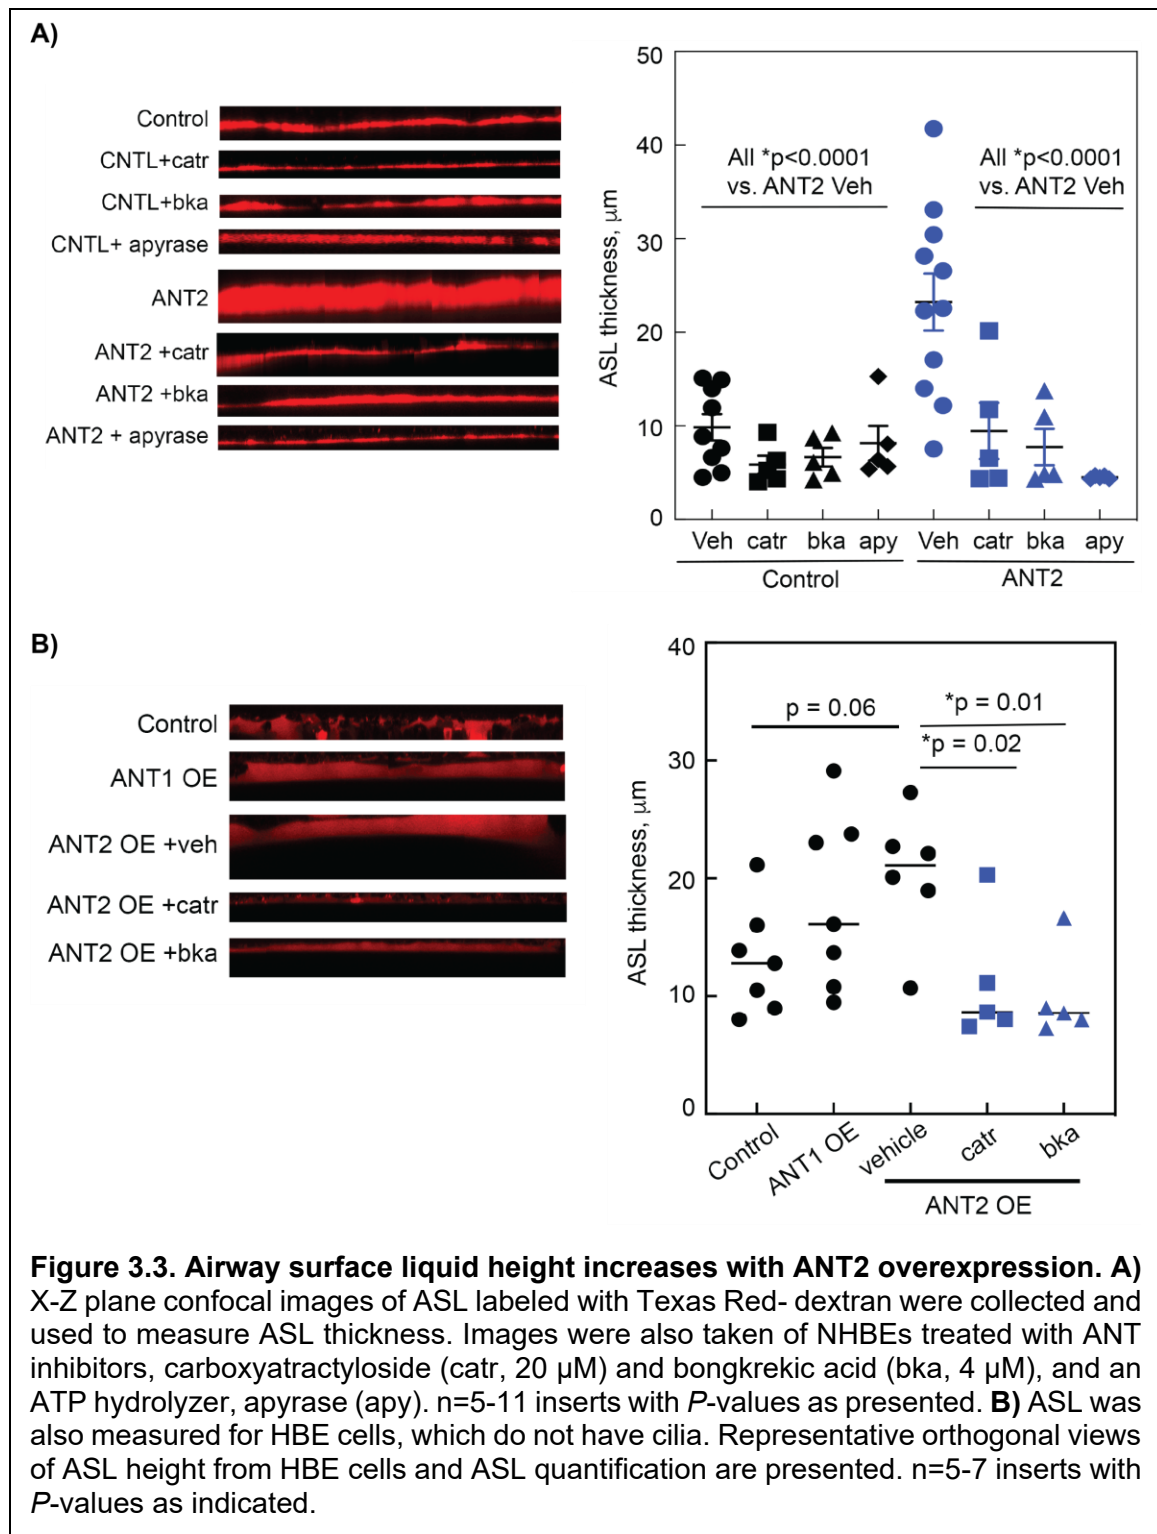 A)
Control
CNTL+catr
CNTL+bka
CNTL+ apyrase
ANT2
ANT2 +catr
ANT2 +bka
ANT2 + apyrase
ASL thickness, μm
50
40
30
20
10
0
All *p<0.0001
vs. ANT2 Veh
All *p<0.0001
vs. ANT2 Veh
Veh catr bka apy Veh catr bka apy
Control ANT2
B)
Control
ANT1 OE
ANT2 OE +veh
ANT2 OE +catr
ANT2 OE +bka
ASL thickness, μm
40
30
20
10
0
p = 0.06
*p = 0.01
*p = 0.02
Control ANT1 OE vehicle catr bka
ANT2 OE
Figure 3.3. Airway surface liquid height increases with ANT2 overexpression. A)
X-Z plane confocal images of ASL labeled with Texas Red- dextran were collected and
used to measure ASL thickness. Images were also taken of NHBEs treated with ANT
inhibitors, carboxyatractyloside (catr, 20 µM) and bongkrekic acid (bka, 4 µM), and an
ATP hydrolyzer, apyrase (apy). n=5-11 inserts with P-values as presented. B) ASL was
also measured for HBE cells, which do not have cilia. Representative orthogonal views
of ASL height from HBE cells and ASL quantification are presented. n=5-7 inserts with
P-values as indicated.